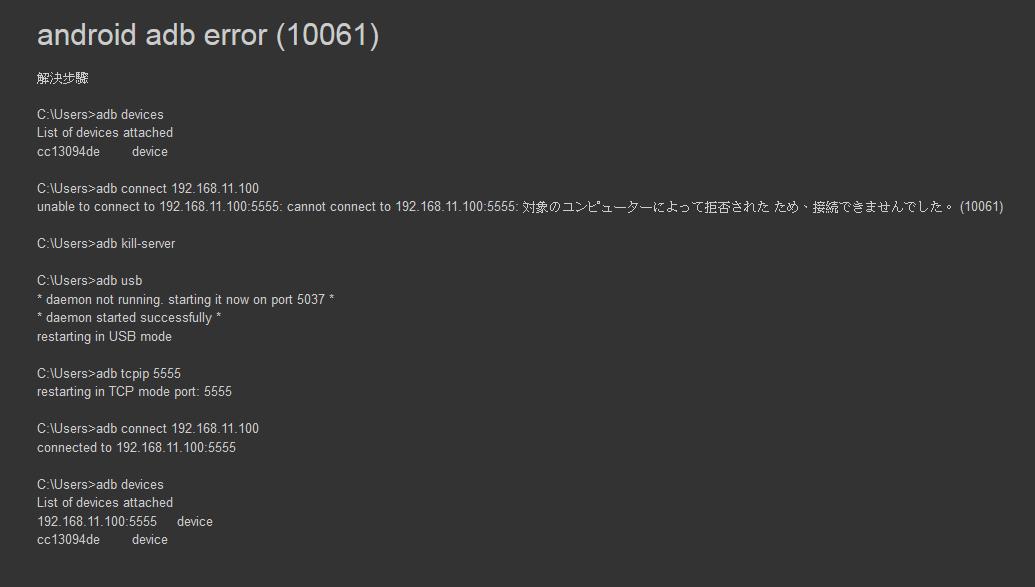 android adb error (10061)
解決步驟
C:\Users>adb devices
List of devices attached
cc13094de device
C:\Users>adb connect 192.168.11.100
unable to connect to 192.168.11.100:5555: cannot connect to 192.168.11.100:5555: 対象のコンピューターによって拒否された ため、接続できませんでした。 (10061)
C:\Users>adb kill-server
C:\Users>adb usb
* daemon not running. starting it now on port 5037 *
* daemon started successfully *
restarting in USB mode
C:\Users>adb tcpip 5555
restarting in TCP mode port: 5555
C:\Users>adb connect 192.168.11.100
connected to 192.168.11.100:5555
C:\Users>adb devices
List of devices attached
192.168.11.100:5555 device
cc13094de device